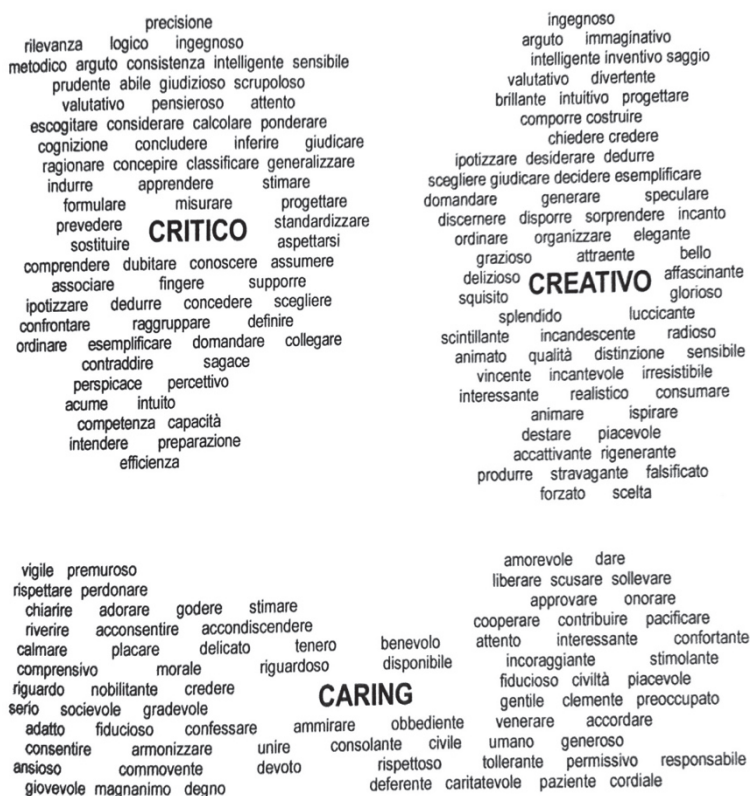 precisione
rilevanza logico ingegnoso
metodico arguto consistenza intelligente sensibile
prudente abile giudizioso scrupoloso
valutativo pensieroso attento
escogitare considerare calcolare ponderare
cognizione concludere inferire giudicare
ragionare concepire classificare generalizzare
indurre apprendere stimare
formulare misurare progettare
prevedere CRITICO standardizzare
sostituire aspettarsi
comprendere dubitare conoscere assumere
associare fingere supporre
ipotizzare dedurre concedere scegliere
confrontare raggruppare definire
ordinare esemplificare domandare collegare
contraddire sagace
perspicace percettivo
acume intuito
competenza capacità
intendere preparazione
efficienza
ingegnoso
arguto immaginativo
intelligente inventivo saggio
valutativo divertente
brillante intuitivo progettare
comporre costruire
chiedere credere
ipotizzare desiderare dedurre
scegliere giudicare decidere esemplificare
domandare generare speculare
discernere disporre sorprendere incanto
ordinare organizzare elegante
grazioso attraente bello
delizioso CREATIVO affascinante
squisito glorioso
splendido luccicante
scintillante incandescente radioso
animato qualità distinzione sensibile
vincente incantevole irresistibile
interessante realistico consumare
animare ispirare
destare piacevole
accattivante rigenerante
produrre stravagante falsificato
forzato scelta
vigile premuroso
rispettare perdonare
chiarire adorare godere stimare
riverire acconsentire accondiscendere
calmare placare delicato tenero benevolo
comprensivo morale riguardoso disponibile
riguardo nobilitante credere
serio socievole gradevole
CARING
amorevole dare
liberare scusare sollevare
approvare onorare
cooperare contribuire pacificare
attento interessante confortante
incoraggiante stimolante
fiducioso civiltà piacevole
gentile clemente preoccupato
adatto fiducioso confessare ammirare obbediente venerare accordare
consentire armonizzare unire consolante civile umano generoso
ansioso commovente devoto rispettoso tollerante permissivo responsabile
giovevole magnanimo degno deferente caritatevole paziente cordiale